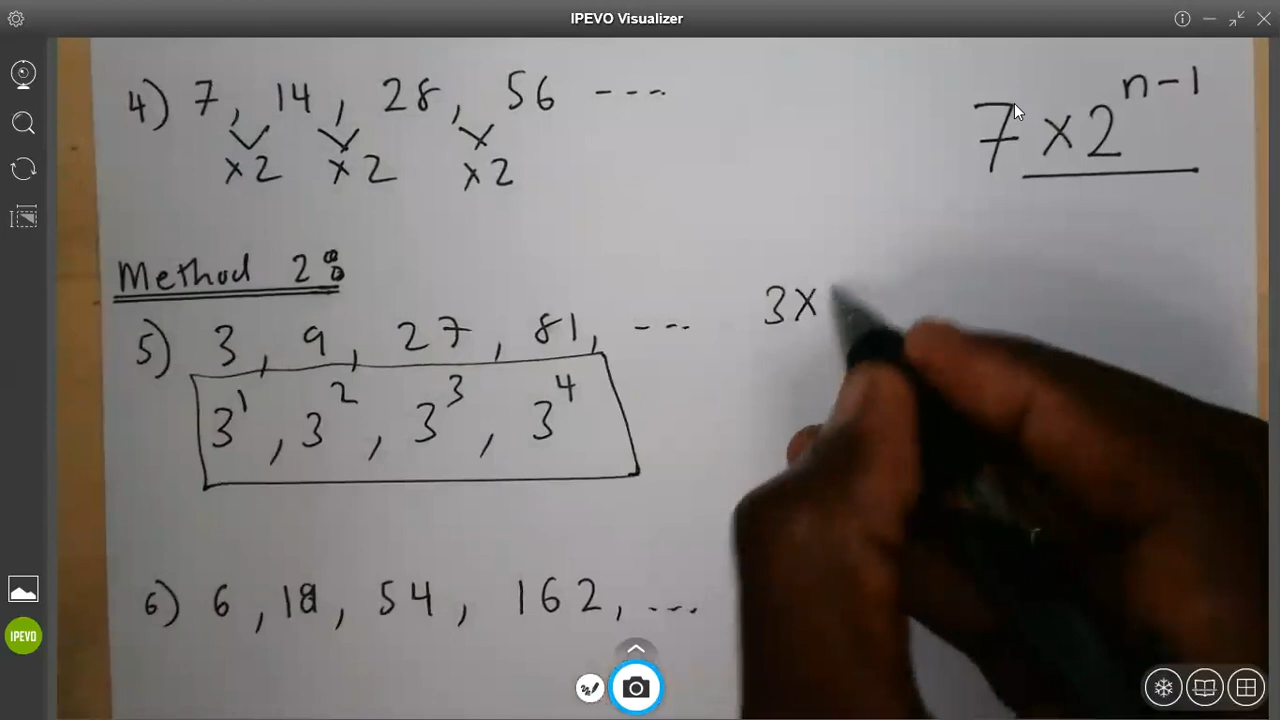 IPEVO Visualizer
4) 7, 14, 28, 56 ---
×2 ×2 ×2
7 × 2^{n-1}
Method 2:
5) 3, 9, 27, 81, ---
3^1, 3^2, 3^3, 3^4
3×
6) 6, 18, 54, 162, ...
IPEVO